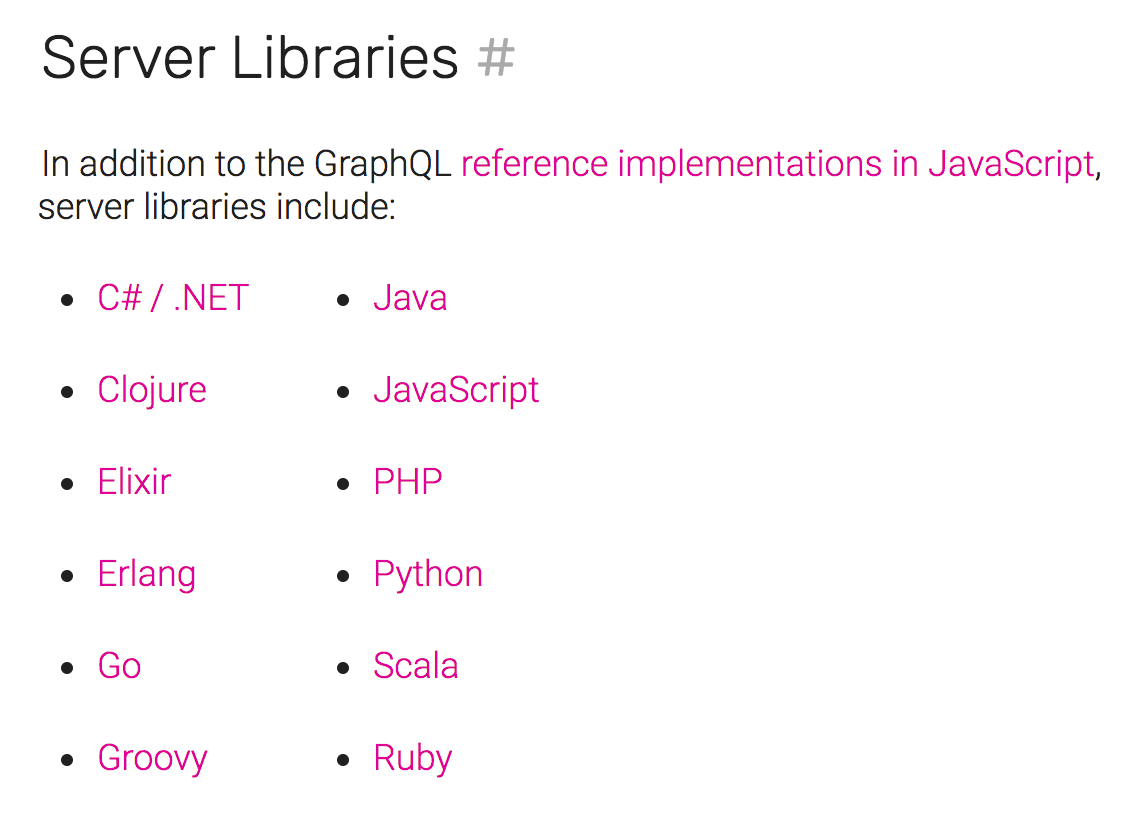 Server Libraries #
In addition to the GraphQL reference implementations in JavaScript,
server libraries include:
C# / .NET
Clojure
Elixir
Erlang
Go
Groovy
Java
JavaScript
PHP
Python
Scala
Ruby